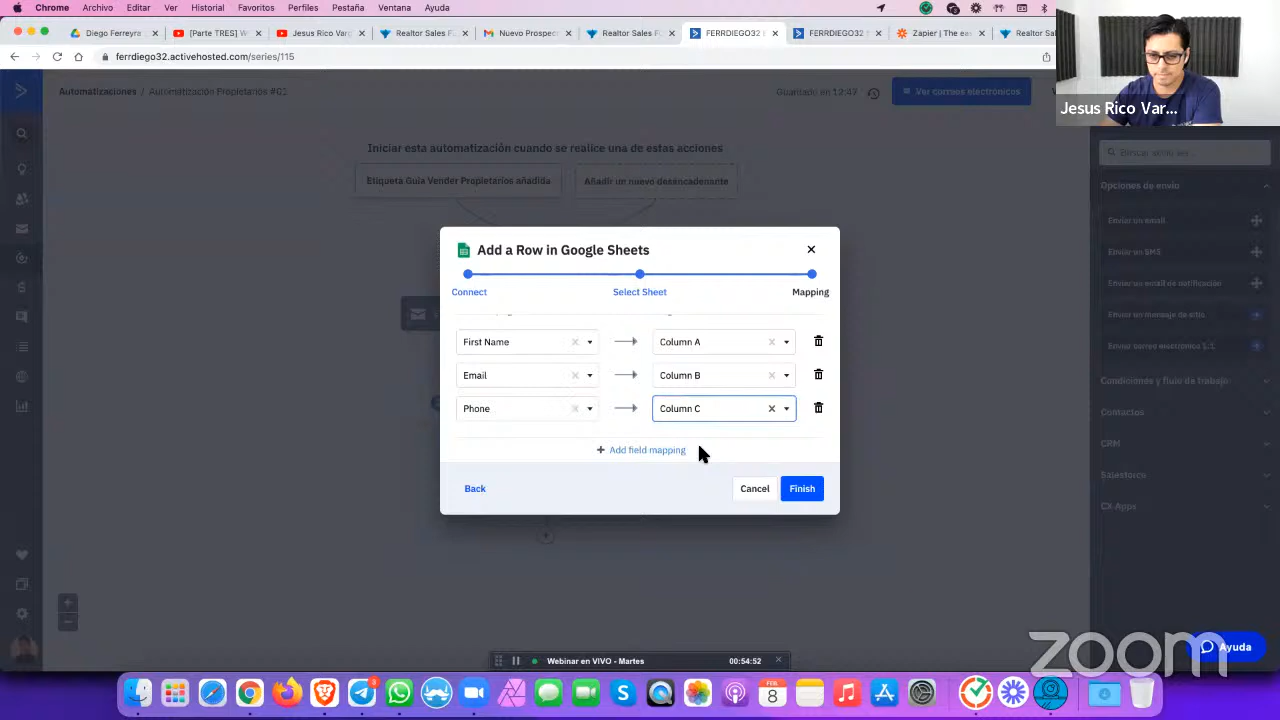 Chrome Archivo Editar Ver Historial Favoritos Perfiles Pestaña Ventana Ayuda
Diego Ferreyra
[Parte TRES] W
Jesus Rico Var
Realtor Sales F
Nuevo Prospec
Realtor Sales F
FERRDIEGO32
FERRDIEGO32
Zapier | The ea
Realtor Sal
ferrdiego32.activehosted.com/series/115
Jesus Rico Var...
Automatizaciones / Automatización Propietarios #01
Guardado en 12:47
Ver correos electrónicos
Iniciar esta automatización cuando se realice una de estas acciones
Etiqueta Guia Vender Propietarios añadida
Añadir un nuevo desencadenante
Add a Row in Google Sheets
Connect
Select Sheet
Mapping
First Name
Column A
Email
Column B
Phone
Column C
+ Add field mapping
Back
Cancel
Finish
Opciones de envío
Enviar un email
Enviar un SMS
Enviar un email de notificación
Enviar un mensaje de sitio
Enviar correo electrónico 1:1
Condiciones y flujo de trabajo
Contactos
CRM
Salesforce
CX Apps
Ayuda
zoom
Webinar en VIVO - Martes
00:54:52
FEB
8